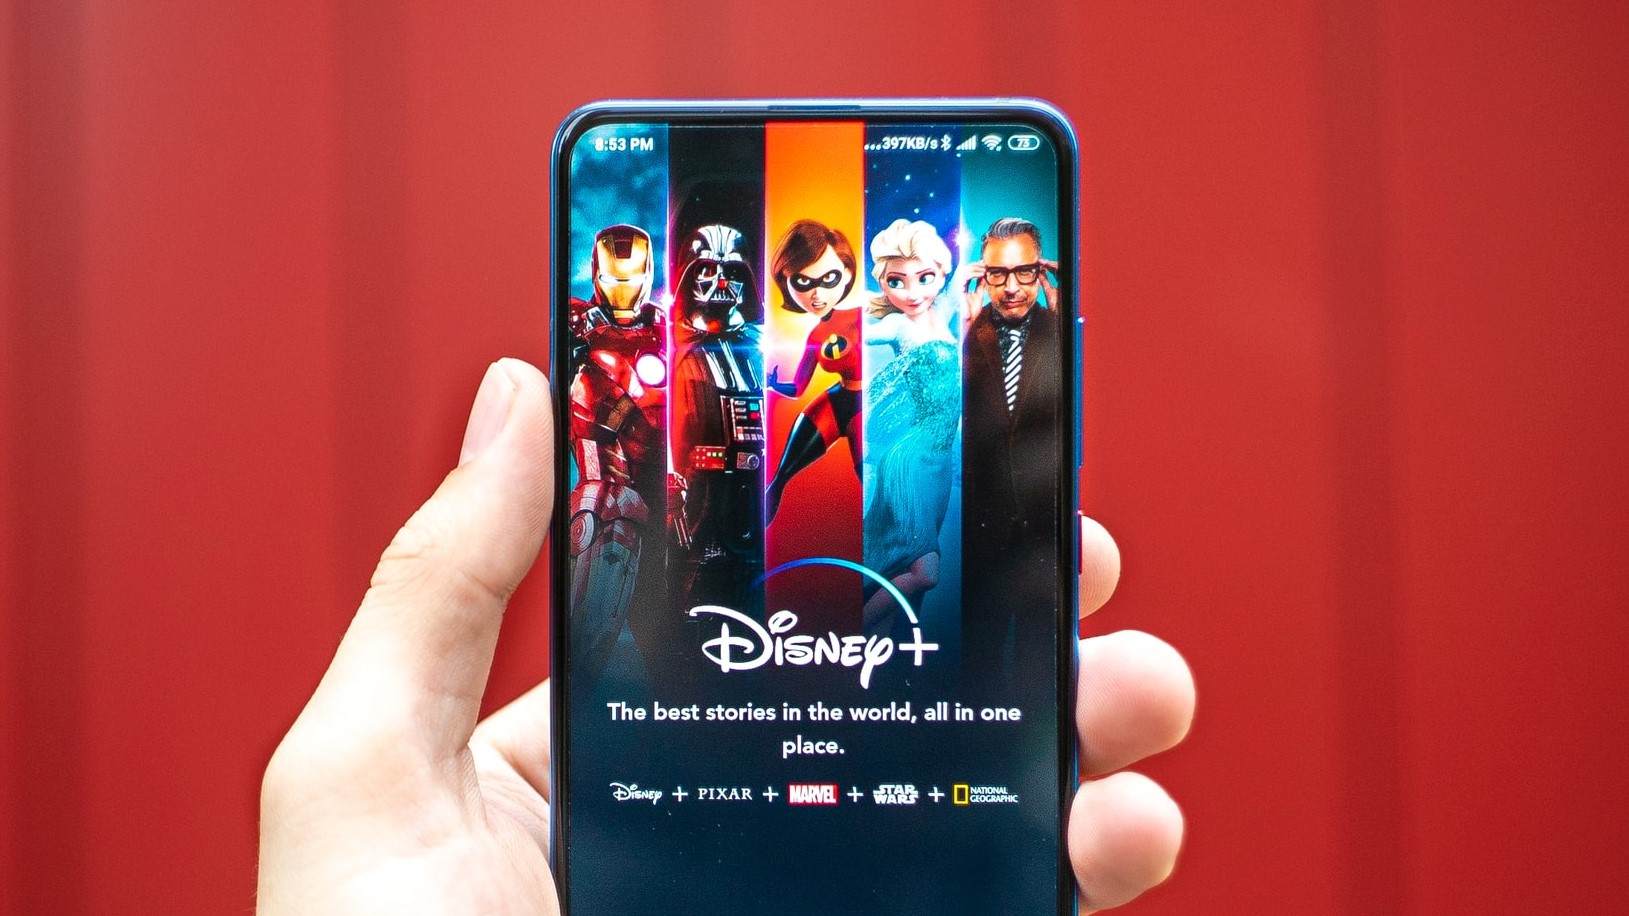 8:53 PM ...397KB/s 73
Disney+
The best stories in the world, all in one
place.
Disney + PIXAR + MARVEL + STAR WARS + NATIONAL GEOGRAPHIC